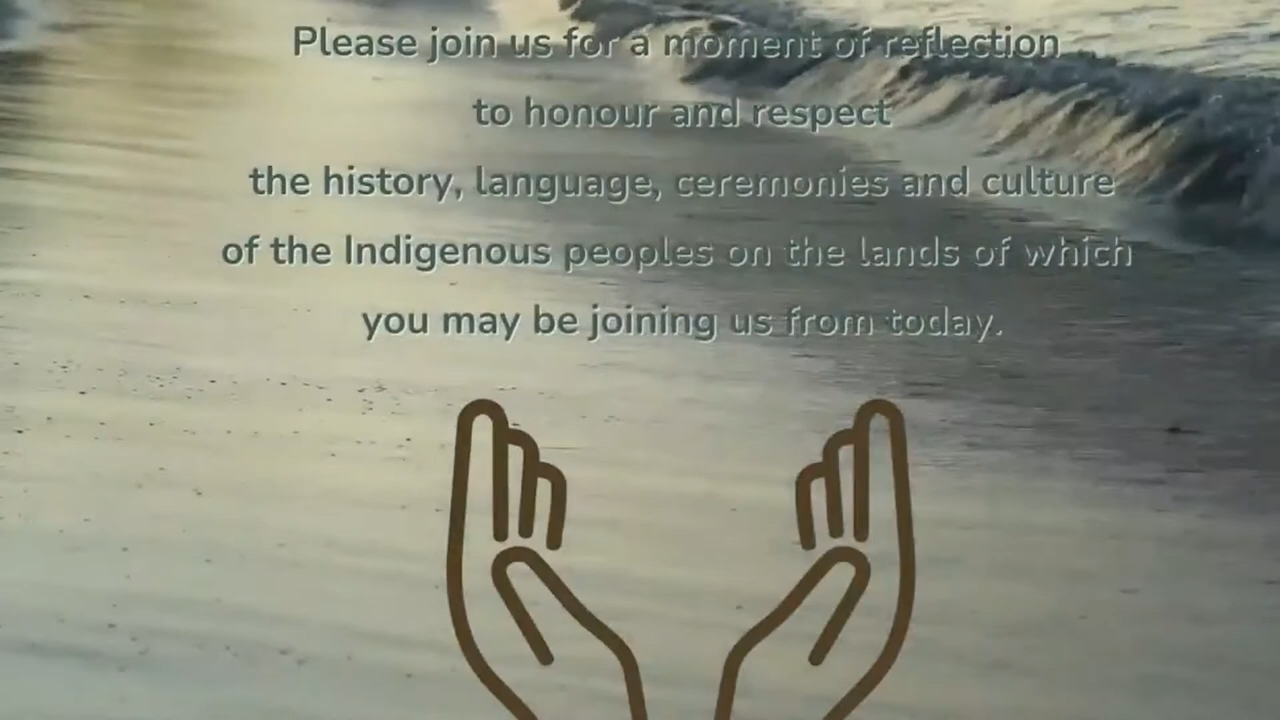 Please join us for a moment of reflection
to honour and respect
the history, language, ceremonies and culture
of the Indigenous peoples on the lands of which
you may be joining us from today.